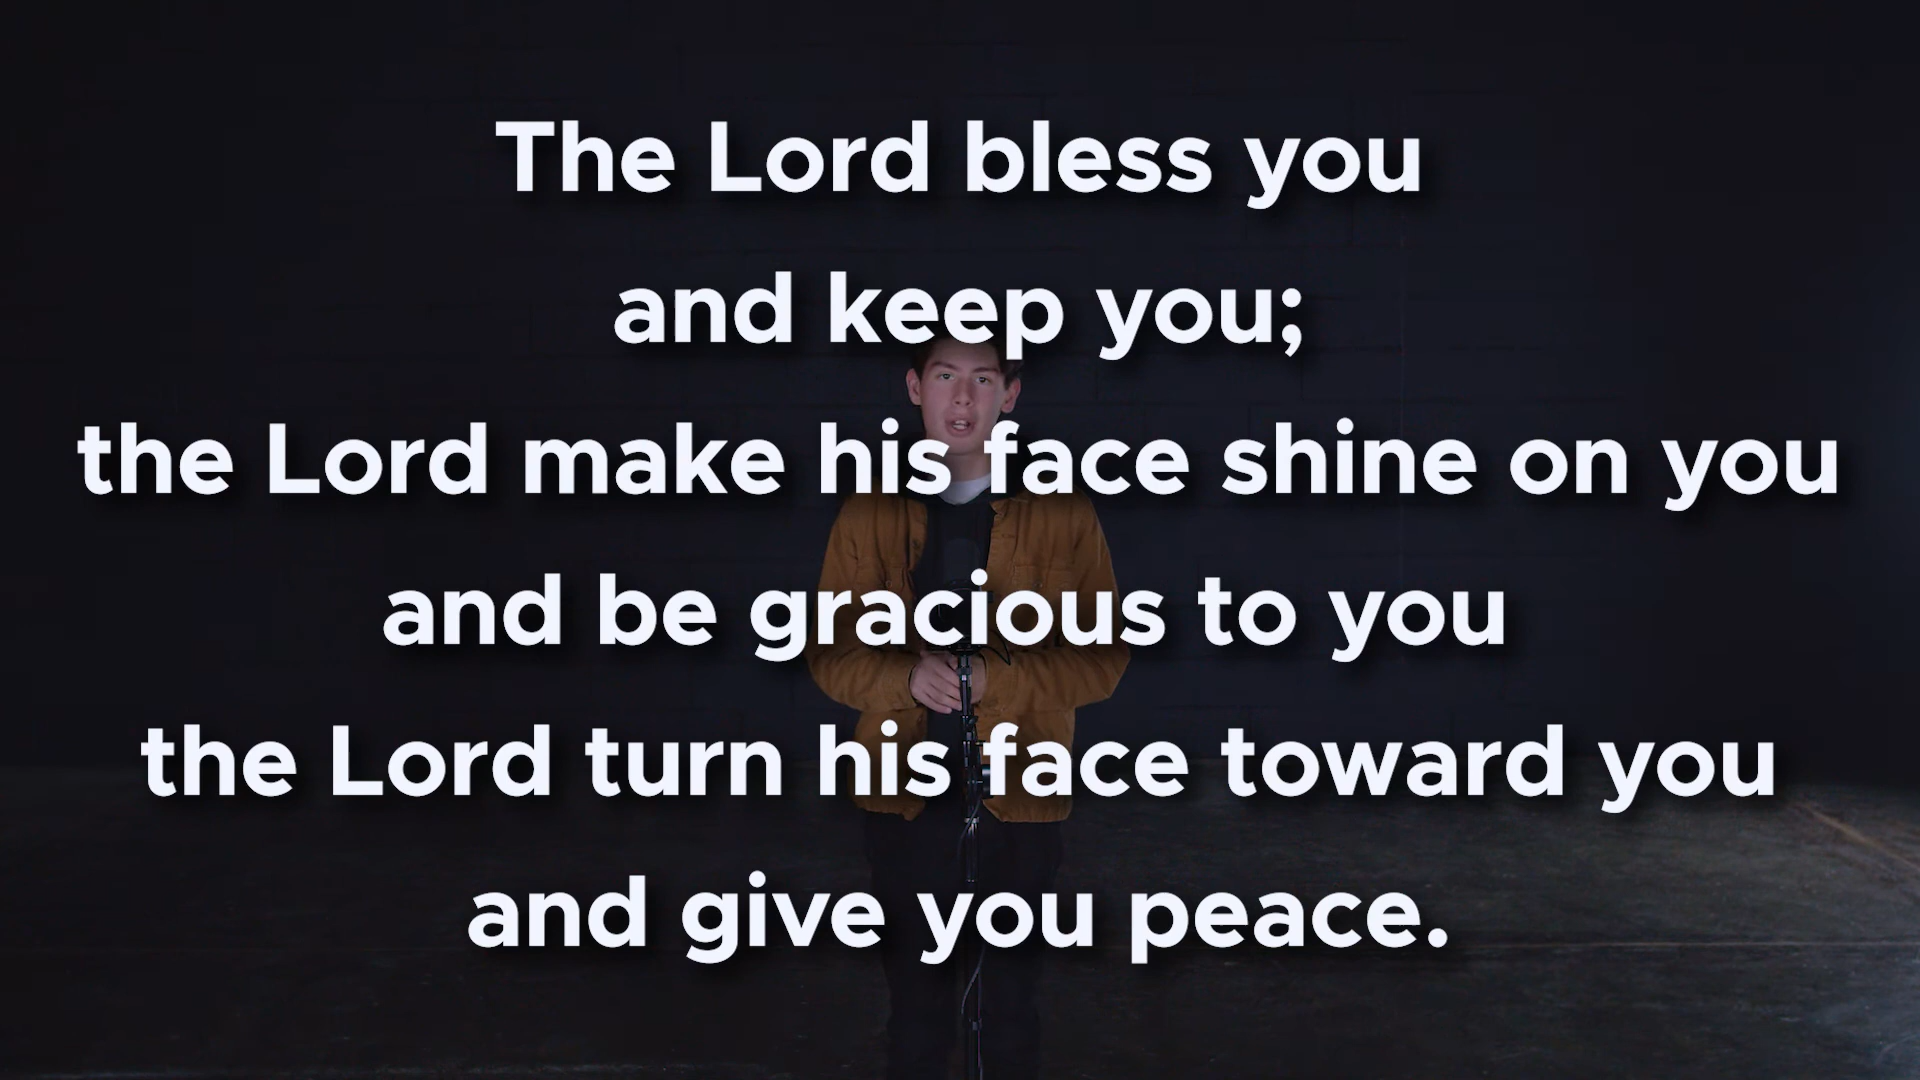 The Lord bless you
and keep you;
the Lord make his face shine on you
and be gracious to you
the Lord turn his face toward you
and give you peace.